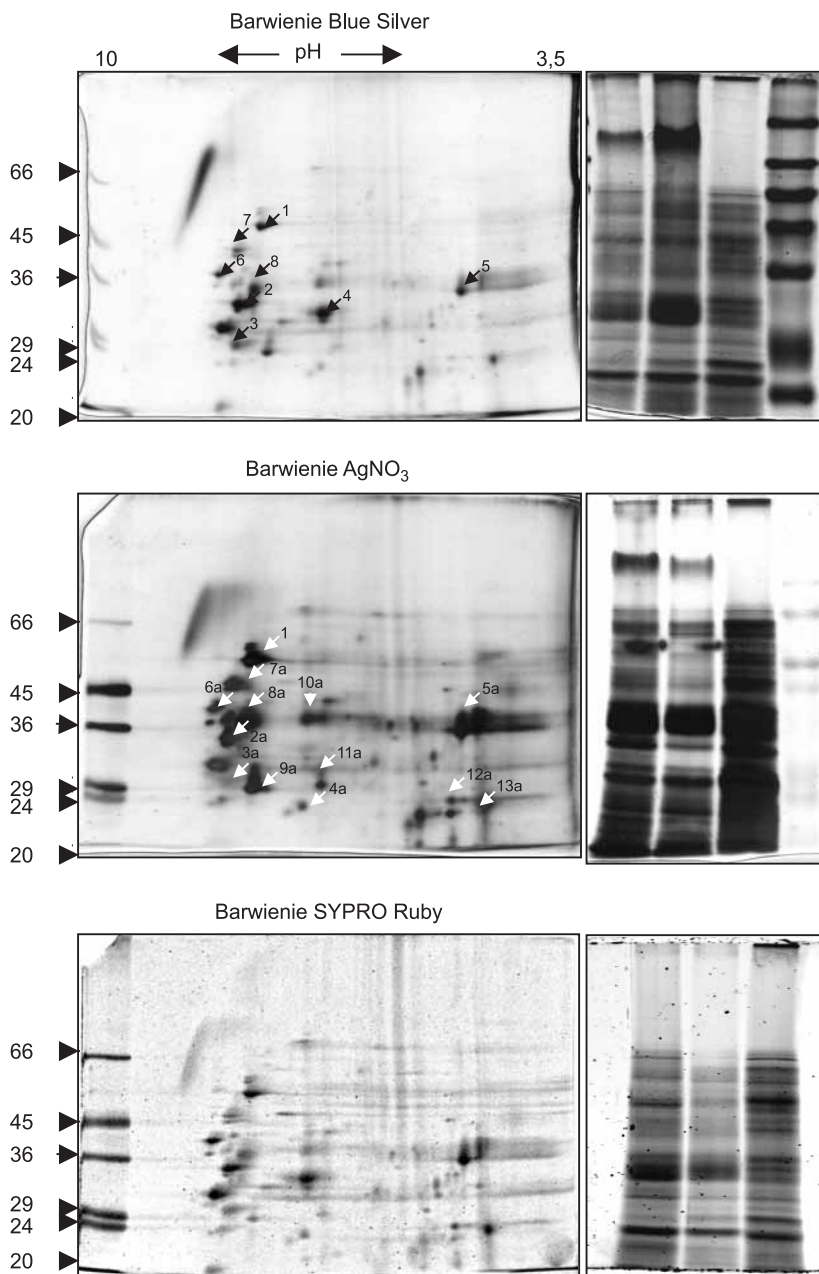 Barwienie Blue Silver
10 pH 3,5
66
45
36
29
24
20
1
7
6 8 5
2
4
3
Barwienie AgNO₃
66
45
36
29
24
20
1
7a
6a 8a 10a 5a
2a
3a 11a
9a 4a 12a 13a
Barwienie SYPRO Ruby
66
45
36
29
24
20